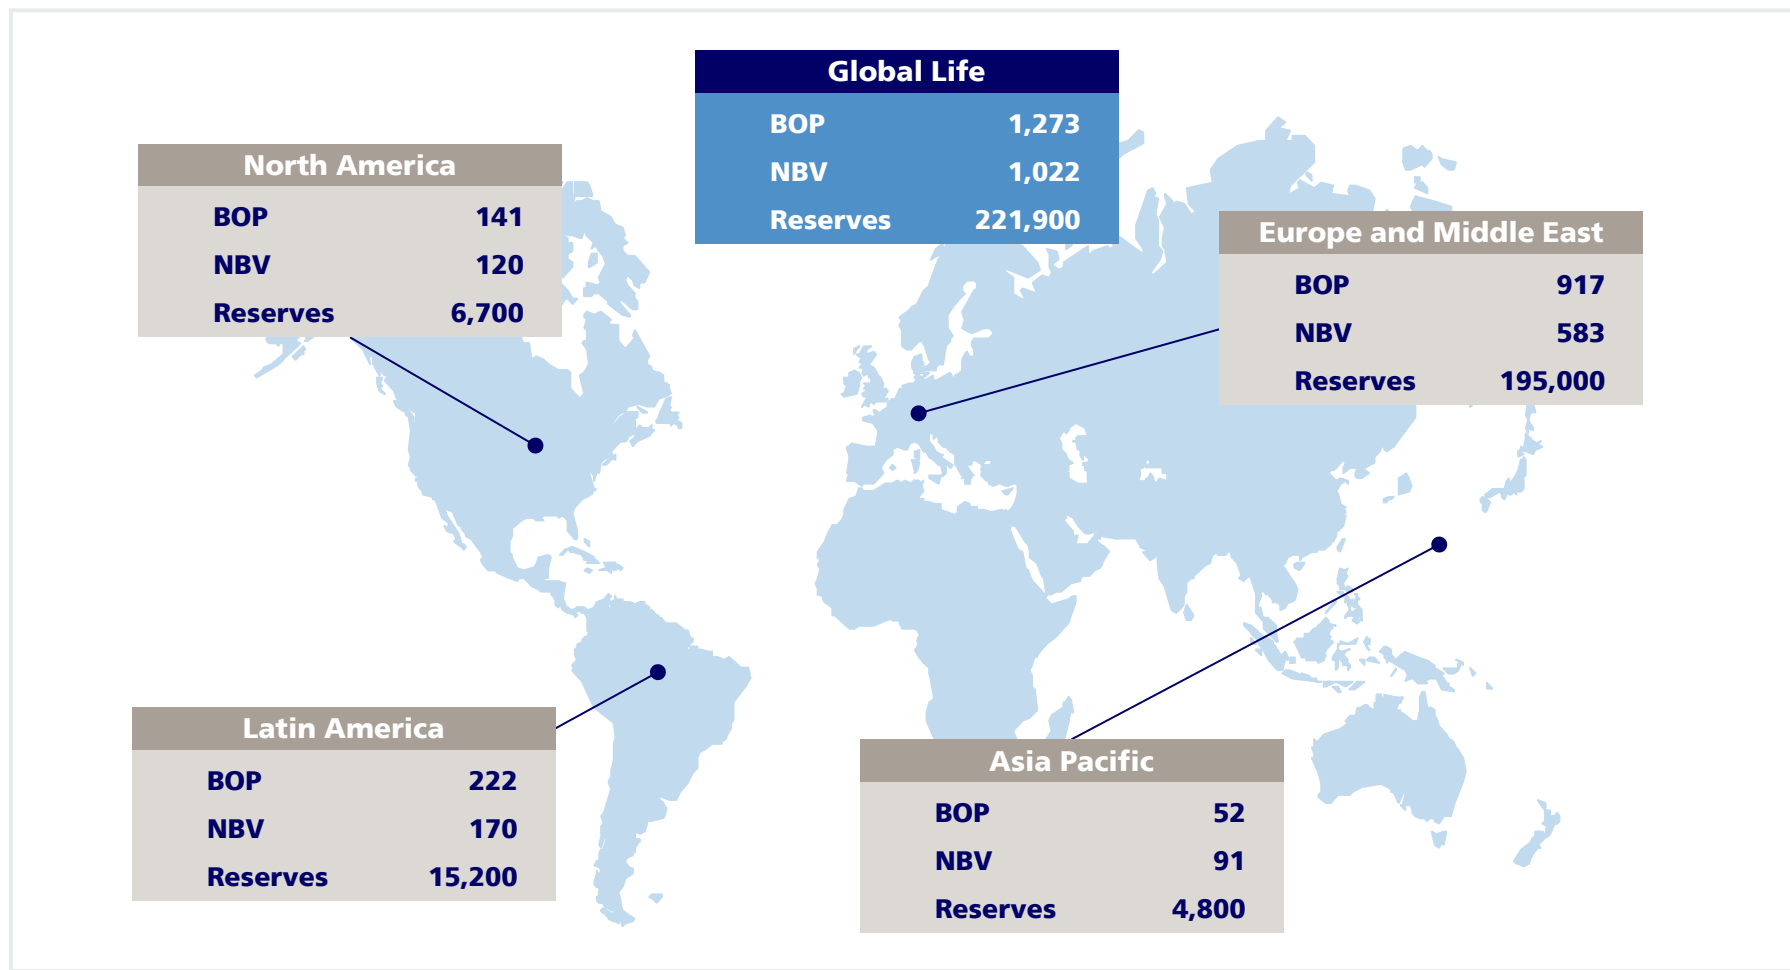 Global Life
BOP 1,273
NBV 1,022
Reserves 221,900
North America
BOP 141
NBV 120
Reserves 6,700
Europe and Middle East
BOP 917
NBV 583
Reserves 195,000
Latin America
BOP 222
NBV 170
Reserves 15,200
Asia Pacific
BOP 52
NBV 91
Reserves 4,800